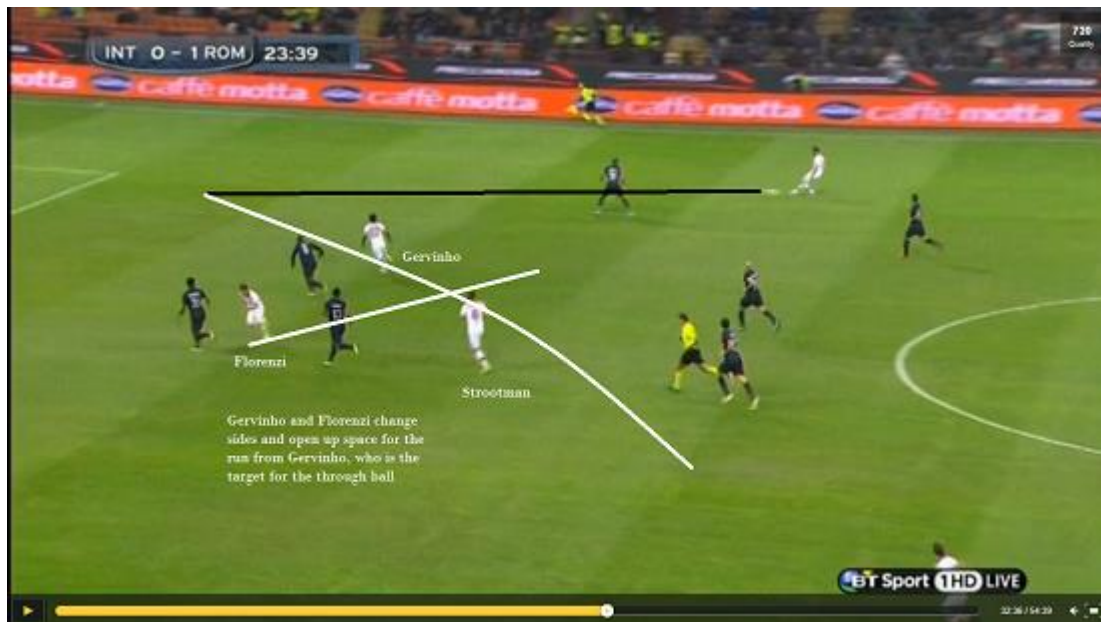 720
Quality
INT 0 - 1 ROM 23:39
motta
caffè motta
caffè motta
caffè motta
Gervinho
Florenzi
Strootman
Gervinho and Florenzi change
sides and open up space for the
run from Gervinho, who is the
target for the through ball
BT Sport 1HD LIVE
32:36 / 54:39